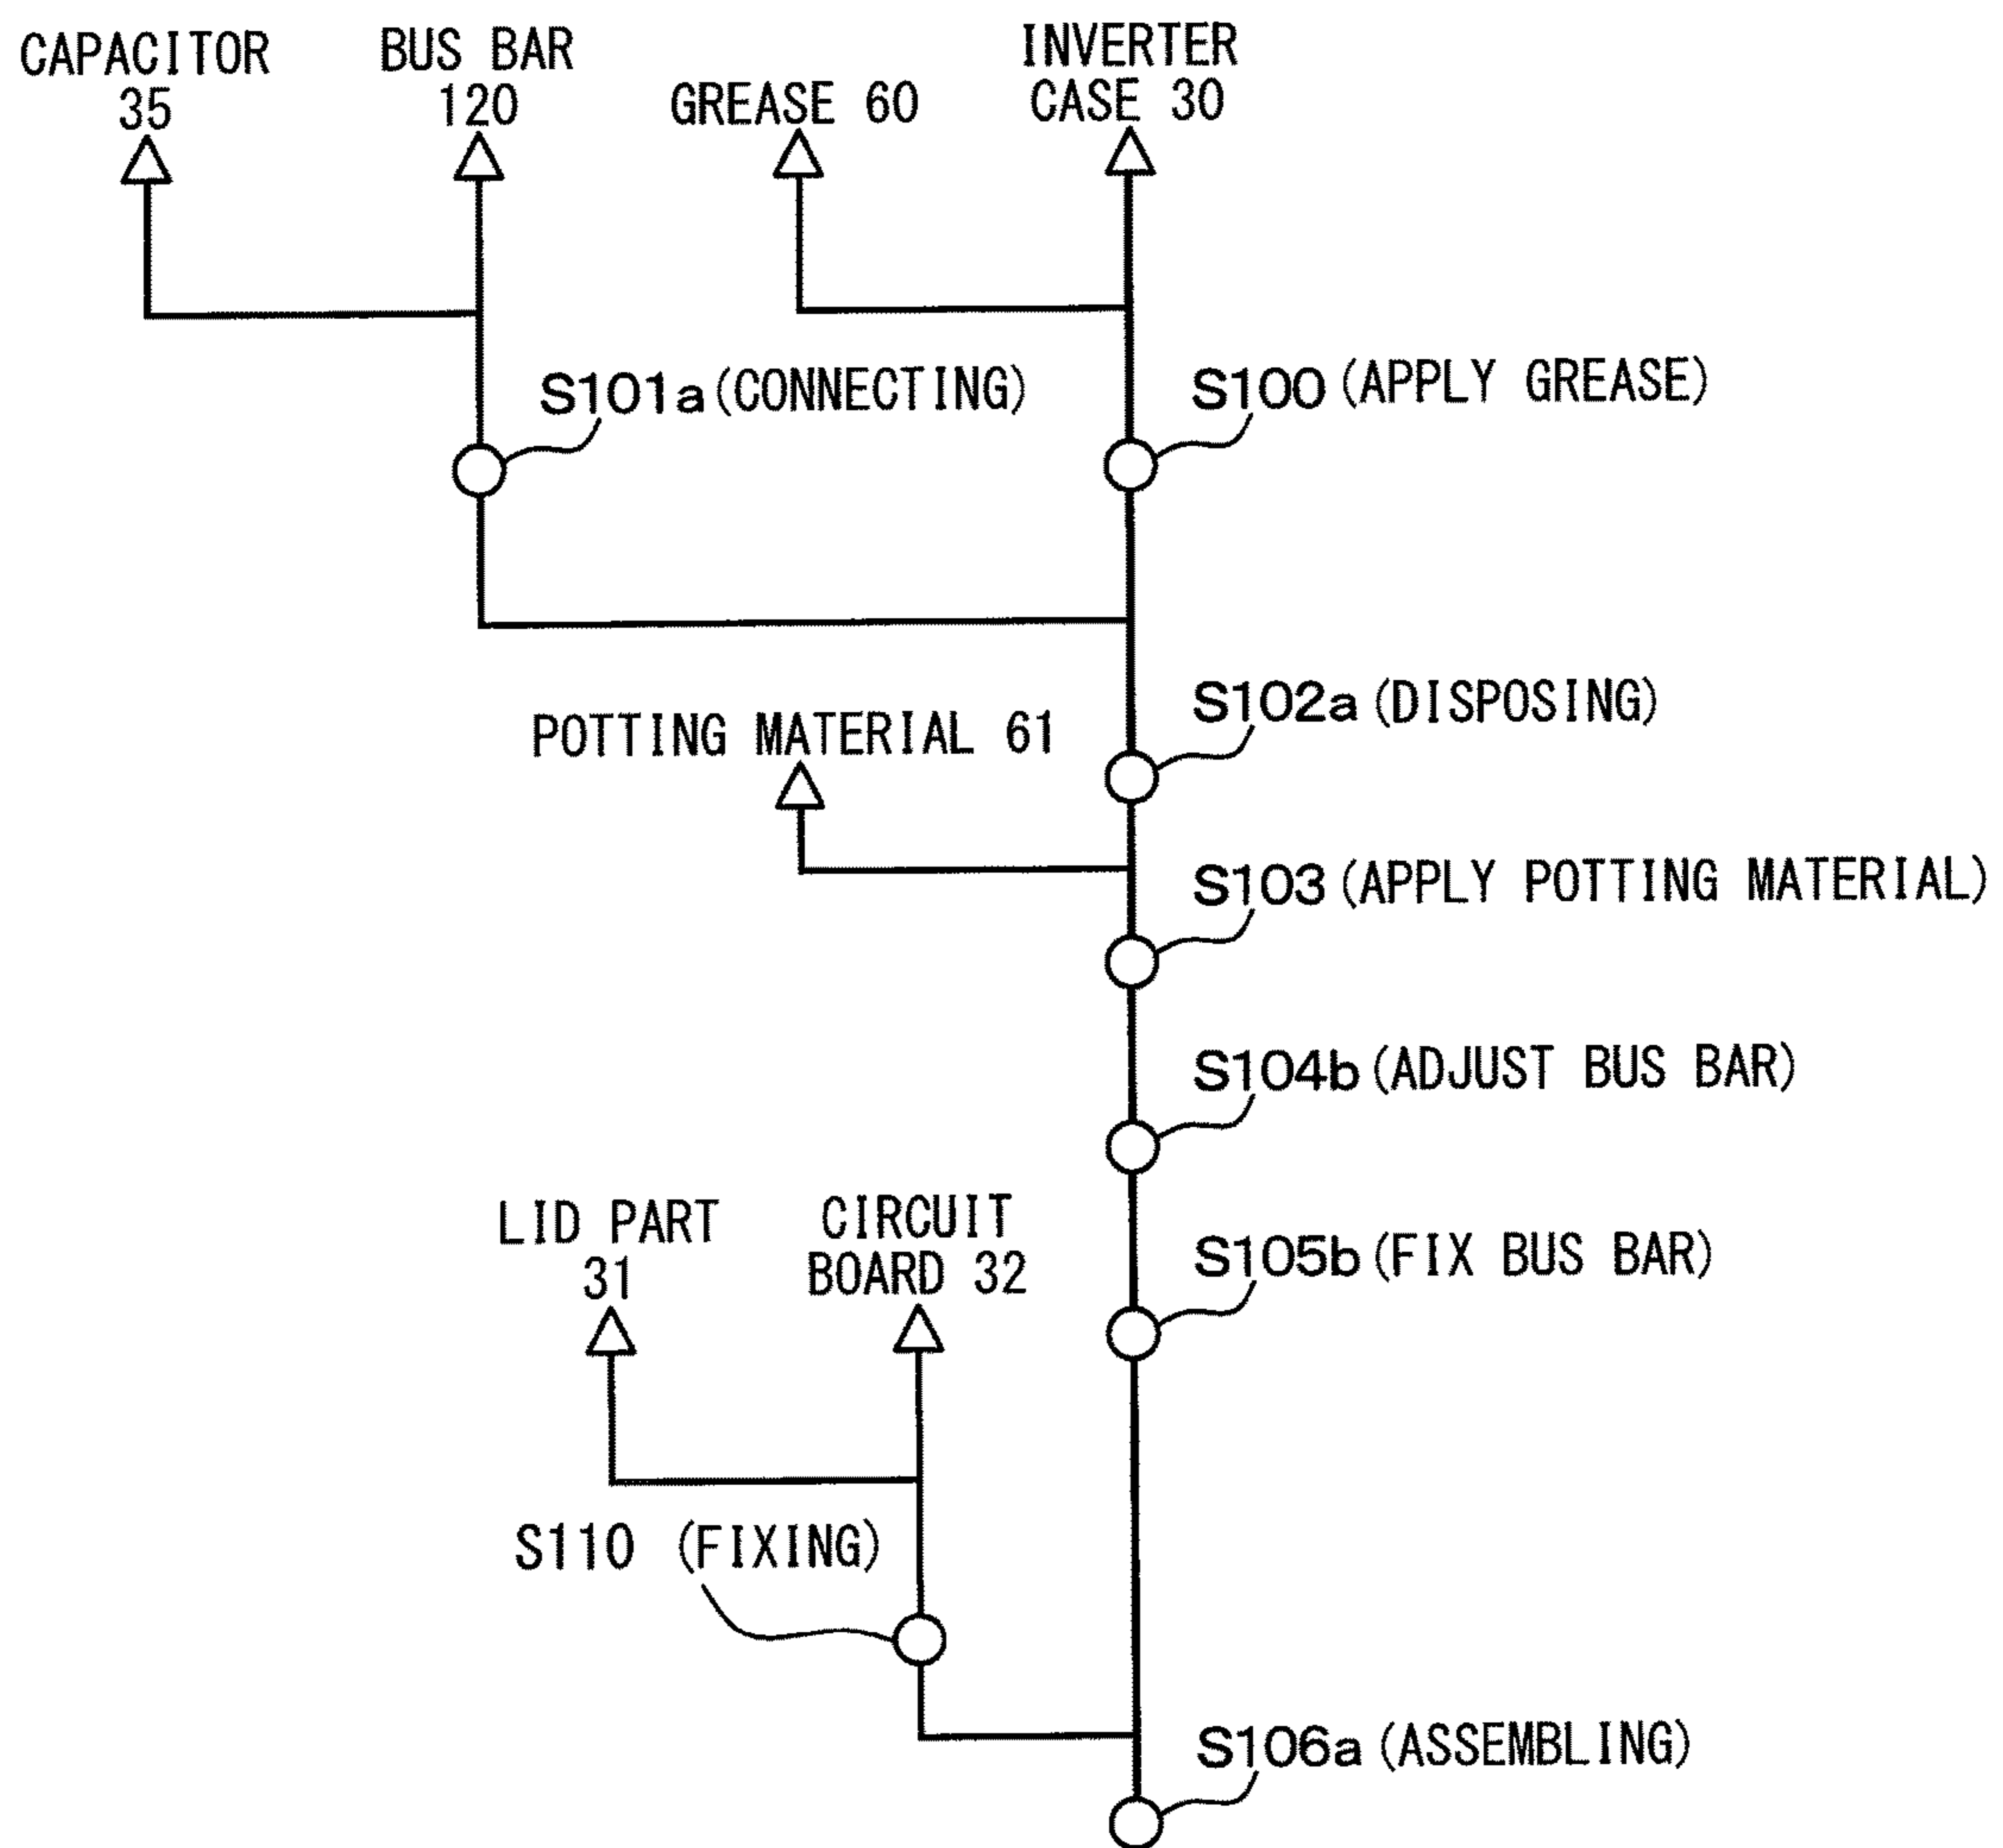 CAPACITOR
35
BUS BAR
120
GREASE 60
INVERTER
CASE 30
S101a (CONNECTING)
S100 (APPLY GREASE)
S102a (DISPOSING)
POTTING MATERIAL 61
S103 (APPLY POTTING MATERIAL)
S104b (ADJUST BUS BAR)
LID PART
31
CIRCUIT
BOARD 32
S105b (FIX BUS BAR)
S110 (FIXING)
S106a (ASSEMBLING)